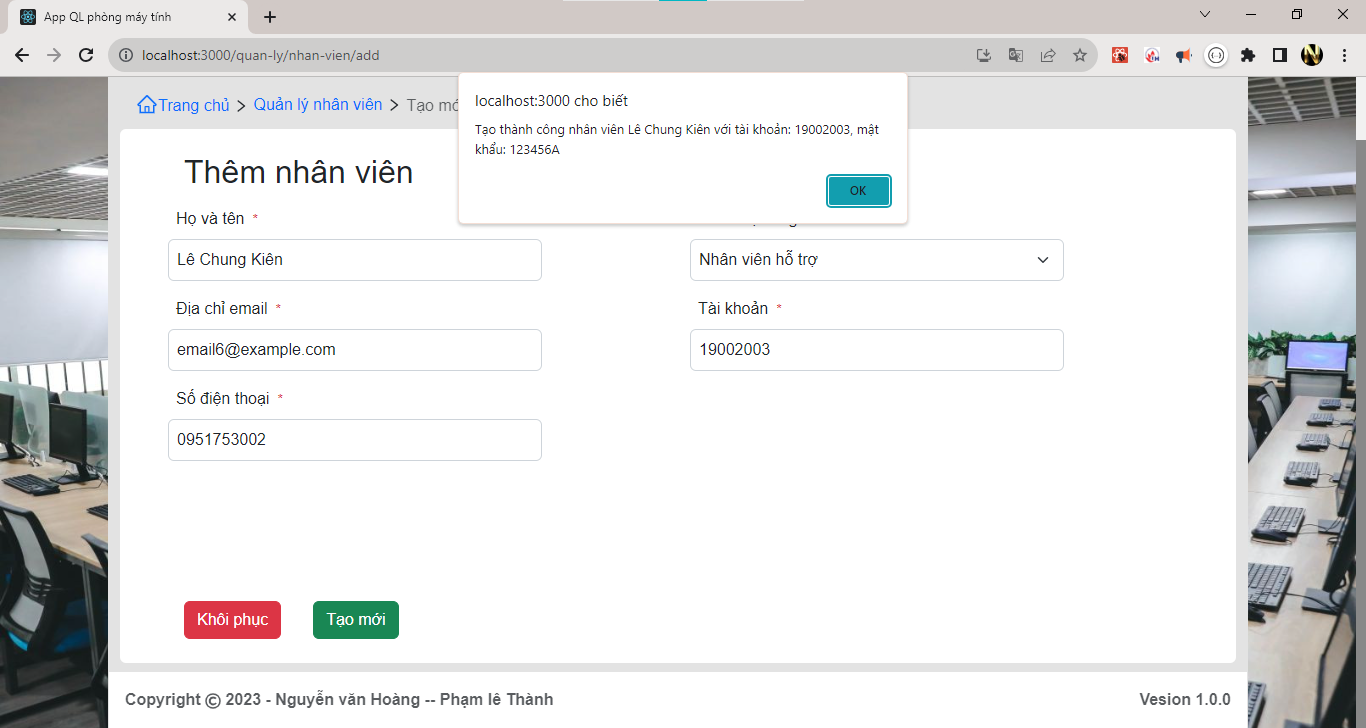 App QL phòng máy tính
localhost:3000/quan-ly/nhan-vien/add
Trang chủ > Quản lý nhân viên > Tạo
localhost:3000 cho biết
Tạo thành công nhân viên Lê Chung Kiên với tài khoản: 19002003, mật
khẩu: 123456A
OK
Thêm nhân viên
Họ và tên *
Lê Chung Kiên
Nhân viên hỗ trợ
Địa chỉ email *
Tài khoản *
email6@example.com
19002003
Số điện thoại *
0951753002
Khôi phục
Tạo mới
Copyright © 2023 - Nguyễn văn Hoàng -- Phạm lê Thành
Vesion 1.0.0